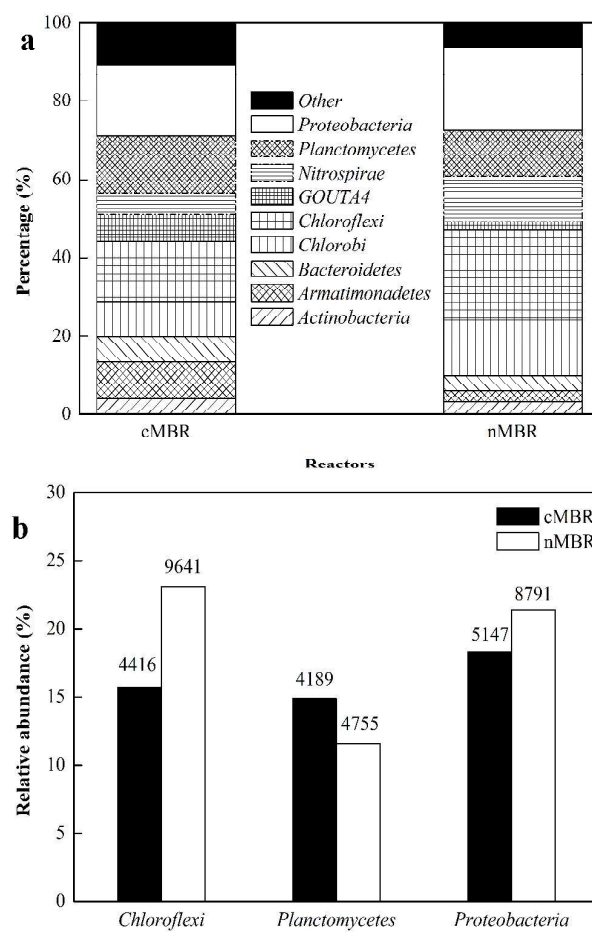 a
100
80
60
40
20
0
Percentage (%)
Other
Proteobacteria
Planctomycetes
Nitrospirae
GOUTA4
Chloroflexi
Chlorobi
Bacteroidetes
Armatimonadetes
Actinobacteria
cMBR
nMBR
Reactors
b
30
25
20
15
10
5
0
Relative abundance (%)
cMBR
nMBR
4416
9641
4189
4755
5147
8791
Chloroflexi
Planctomycetes
Proteobacteria